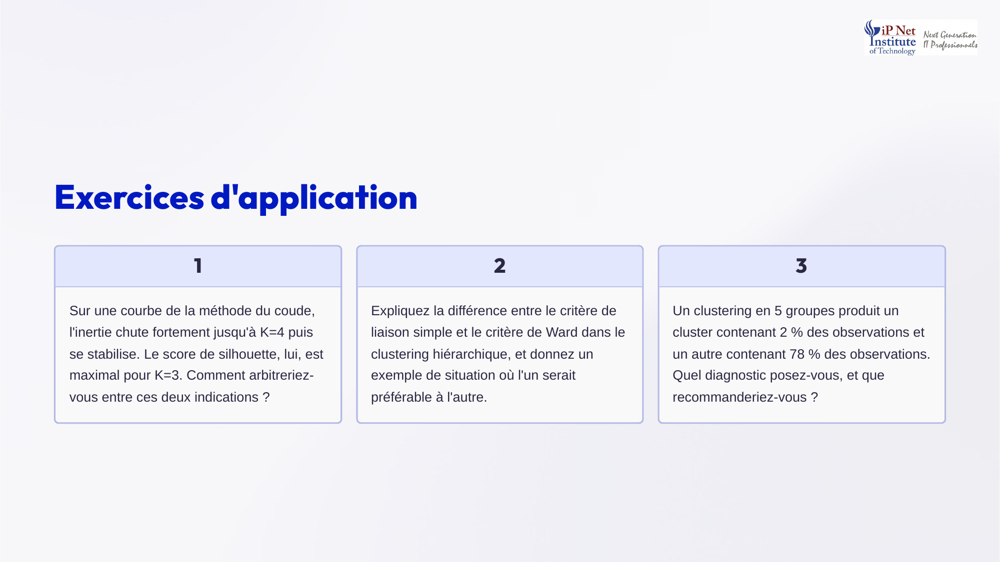 iP Net
Institute
of Technology
Next Generation
IT Professionnels
Exercices d'application
1
Sur une courbe de la méthode du coude,
l'inertie chute fortement jusqu'à K=4 puis
se stabilise. Le score de silhouette, lui, est
maximal pour K=3. Comment arbitreriez-
vous entre ces deux indications ?
2
Expliquez la différence entre le critère de
liaison simple et le critère de Ward dans le
clustering hiérarchique, et donnez un
exemple de situation où l'un serait
préférable à l'autre.
3
Un clustering en 5 groupes produit un
cluster contenant 2 % des observations et
un autre contenant 78 % des observations.
Quel diagnostic posez-vous, et que
recommanderiez-vous ?